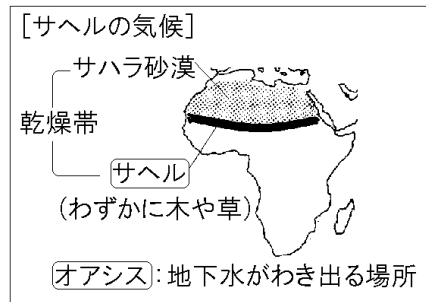 [サヘルの気候]
サハラ砂漠
乾燥帯
サヘル
(わずかに木や草)
オアシス:地下水がわき出る場所